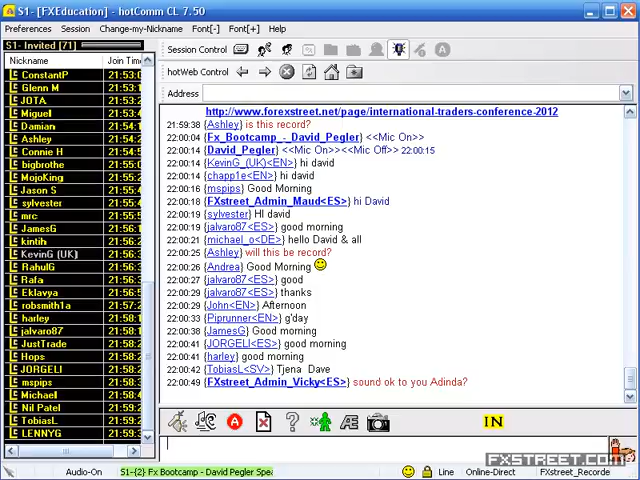 S1- [FXEducation] - hotComm CL 7.50
Preferences Session Change-my-Nickname Font[-] Font[+] Help
S1- Invited [71]
Session Control
Nickname Join Time
hotWeb Control
Address
ConstantP 21:53:0
Glenn M 21:53:
JOTA 21:53:
Miguel 21:53:
Damian 21:54:
Ashley 21:54:2
Connie H 21:54:
bigbrothe 21:55:
MojoKing 21:55:
Jason S 21:55:
sylvester 21:55:
mrc 21:55:
JamesG 21:56:
kintih 21:56:
KevinG (UK) 21:56:3
RahulG 21:56:
Rafa 21:56:
Eklavya 21:56:
robsmith1a 21:56:
harley 21:58:
jalvaro87 21:58:1
JustTrade 21:58:
Hops 21:58:
JORGELI 21:58:2
mspips 21:58:
Michael 21:58:
Nil Patel 21:58:
TobiasL 21:59:
LENNYG 21:59:
http://www.forexstreet.net/page/international-traders-conference-2012
21:59:38 {Ashley} is this record?
22:00:04 {Fx_Bootcamp_-_David_Pegler} <<Mic On>>
22:00:14 {David_Pegler} <<Mic On>><<Mic Off>> 22:00:15
22:00:14 {KevinG_(UK)<EN>} hi david
22:00:15 {chapp1e<EN>} hi david
22:00:16 {mspips} Good Morning
22:00:18 {FXstreet_Admin_Maud<ES>} hi David
22:00:19 {sylvester} HI david
22:00:19 {jalvaro87<ES>} good morning
22:00:21 {michael_o<DE>} hello David & all
22:00:25 {Ashley} will this be record?
22:00:26 {Andrea} Good Morning
22:00:27 {jalvaro87<ES>} good
22:00:29 {jalvaro87<ES>} thanks
22:00:32 {John<EN>} Afternoon
22:00:33 {Piprunner<EN>} g'day
22:00:38 {JamesG} Good morning
22:00:41 {JORGELI<ES>} good morning
22:00:41 {harley} good morning
22:00:42 {TobiasL<SV>} Tjena Dave
22:00:49 {FXstreet_Admin_Vicky<ES>} sound ok to you Adinda?
IN
FXSTREET.COM
Audio-On S1-{2} Fx Bootcamp - David Pegler Spea Line Online-Direct FXstreet_Recorde